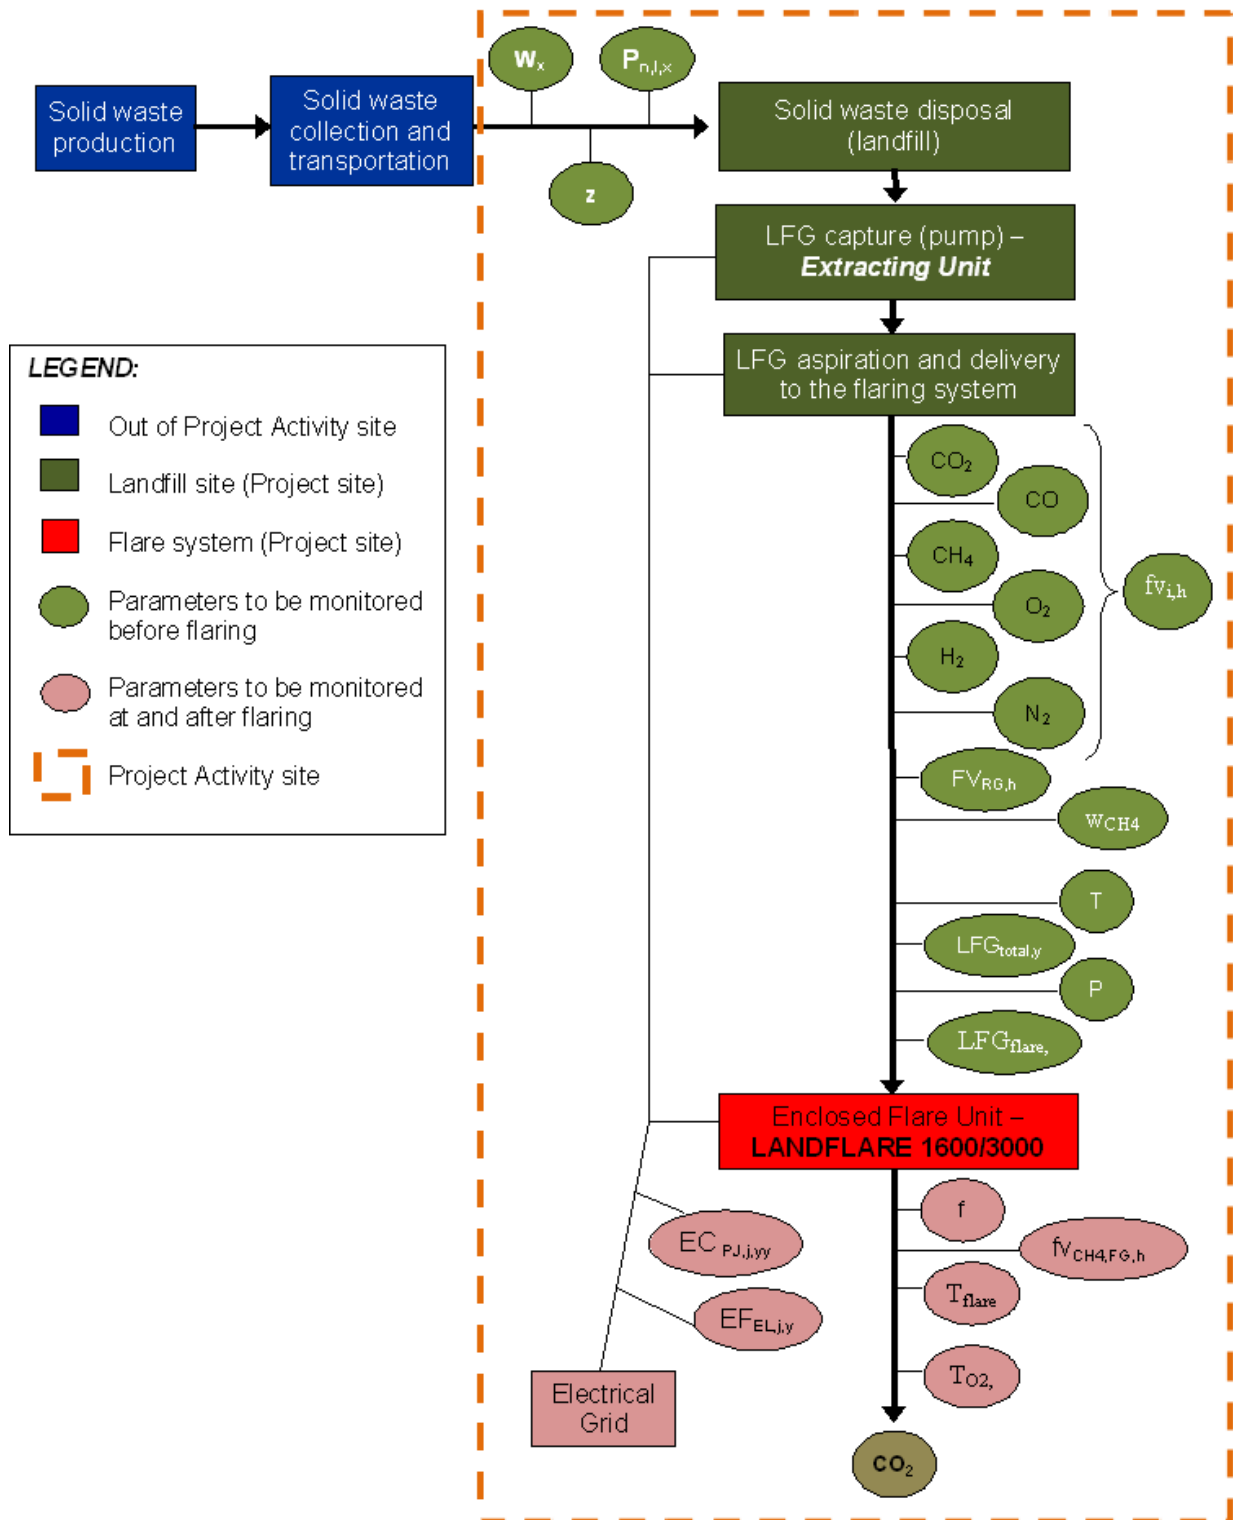 Wₓ
Pₙ,ᵢ,ₓ
Solid waste
production
Solid waste
collection and
transportation
z
Solid waste disposal
(landfill)
LFG capture (pump) –
Extracting Unit
LFG aspiration and delivery
to the flaring system
LEGEND:
Out of Project Activity site
Landfill site (Project site)
Flare system (Project site)
Parameters to be monitored
before flaring
Parameters to be monitored
at and after flaring
Project Activity site
CO₂
CO
CH₄
O₂
H₂
N₂
fvi,h
FVRG,h
wCH4
T
LFGtotal,y
P
LFGflare,
Enclosed Flare Unit –
LANDFLARE 1600/3000
f
fvCH4,FG,h
Tflare
TO2,
EC PJ,j,yy
EFEL,j,y
Electrical
Grid
CO₂